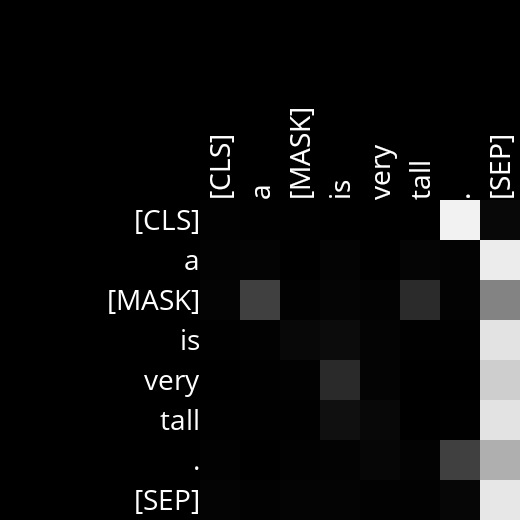 [CLS] a [MASK] is very tall . [SEP]
[CLS]
a
[MASK]
is
very
tall
.
[SEP]